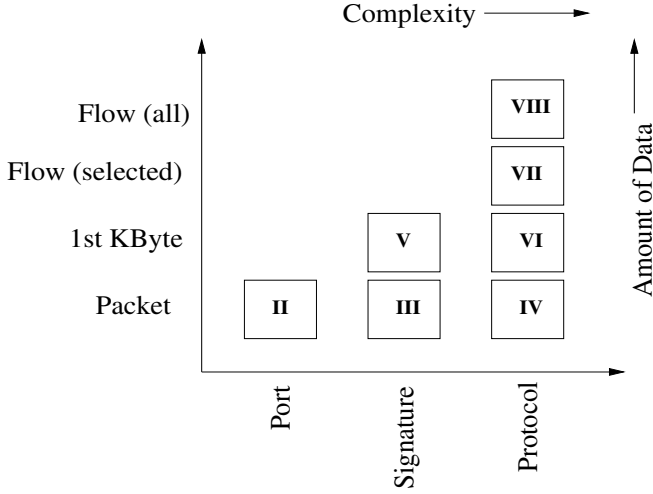 Complexity
Flow (all)
VIII
Flow (selected)
VII
1st KByte
V
VI
Packet
II
III
IV
Port
Signature
Protocol
Amount of Data